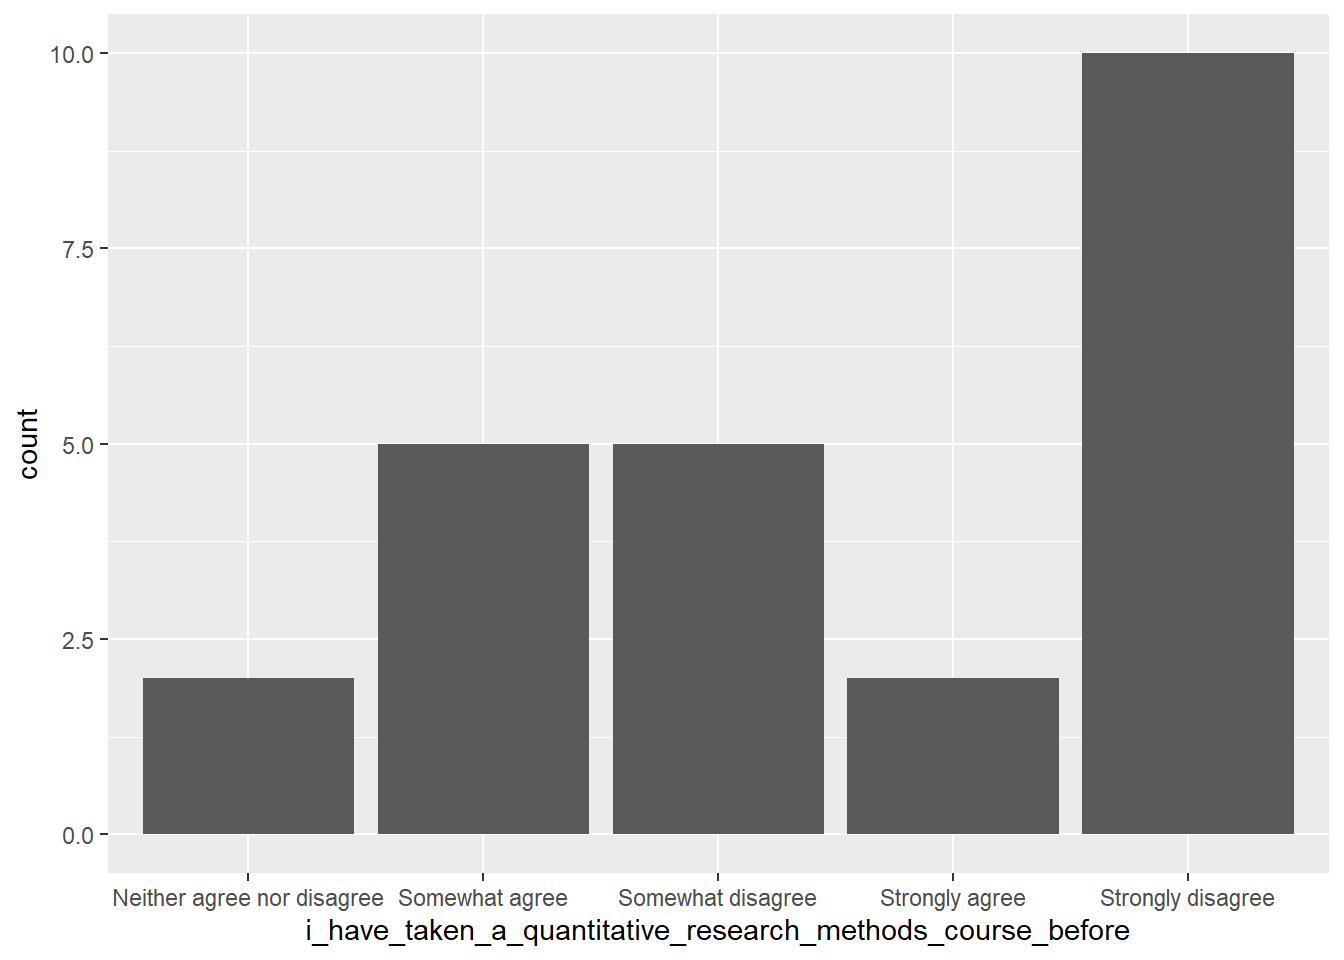 10.0
7.5
5.0
2.5
0.0
count
Neither agree nor disagree Somewhat agree Somewhat disagree Strongly agree Strongly disagree
i_have_taken_a_quantitative_research_methods_course_before